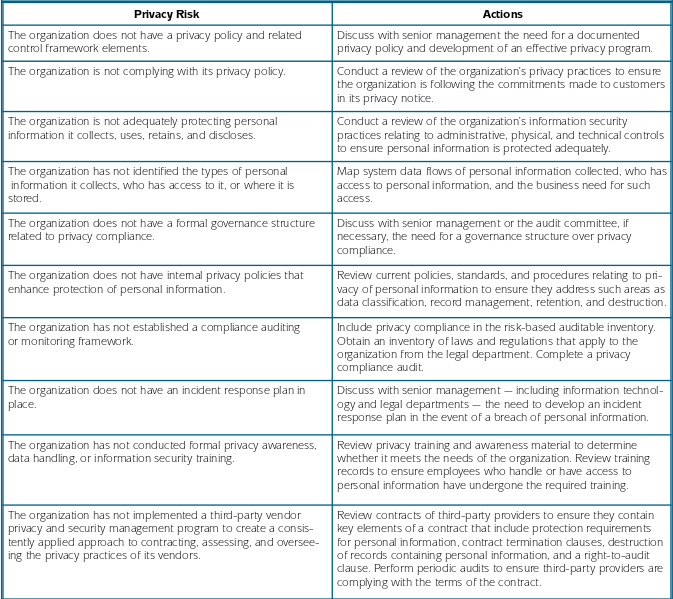 Privacy Risk
Actions
The organization does not have a privacy policy and related
control framework elements.
Discuss with senior management the need for a documented
privacy policy and development of an effective privacy program.
The organization is not complying with its privacy policy.
Conduct a review of the organization's privacy practices to ensure
the organization is following the commitments made to customers
in its privacy notice.
The organization is not adequately protecting personal
information it collects, uses, retains, and discloses.
Conduct a review of the organization's information security
practices relating to administrative, physical, and technical controls
to ensure personal information is protected adequately.
The organization has not identified the types of personal
information it collects, who has access to it, or where it is
stored.
Map system data flows of personal information collected, who has
access to personal information, and the business need for such
access.
The organization does not have a formal governance structure
related to privacy compliance.
Discuss with senior management or the audit committee, if
necessary, the need for a governance structure over privacy
compliance.
The organization does not have internal privacy policies that
enhance protection of personal information.
Review current policies, standards, and procedures relating to pri-
vacy of personal information to ensure they address such areas as
data classification, record management, retention, and destruction.
The organization has not established a compliance auditing
or monitoring framework.
Include privacy compliance in the risk-based auditable inventory.
Obtain an inventory of laws and regulations that apply to the
organization from the legal department. Complete a privacy
compliance audit.
The organization does not have an incident response plan in
place.
Discuss with senior management — including information technol-
ogy and legal departments — the need to develop an incident
response plan in the event of a breach of personal information.
The organization has not conducted formal privacy awareness,
data handling, or information security training.
Review privacy training and awareness material to determine
whether it meets the needs of the organization. Review training
records to ensure employees who handle or have access to
personal information have undergone the required training.
The organization has not implemented a third-party vendor
privacy and security management program to create a consis-
tently applied approach to contracting, assessing, and oversee-
ing the privacy practices of its vendors.
Review contracts of third-party providers to ensure they contain
key elements of a contract that include protection requirements
for personal information, contract termination clauses, destruction
of records containing personal information, and a right-to-audit
clause. Perform periodic audits to ensure third-party providers are
complying with the terms of the contract.